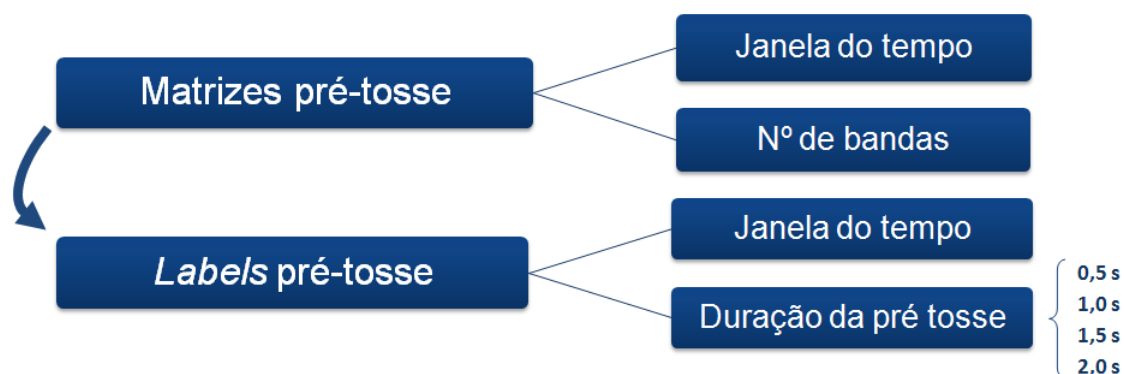 Matrizes pré-tosse
Janela do tempo
Nº de bandas
Labels pré-tosse
Janela do tempo
Duração da pré tosse
0,5 s
1,0 s
1,5 s
2,0 s